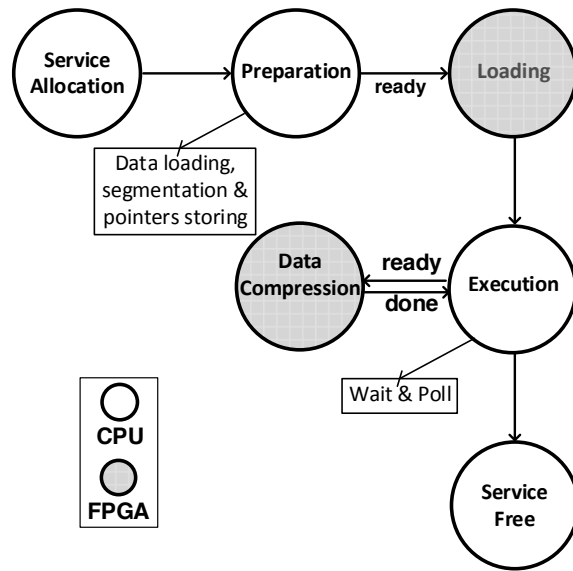 Service
Allocation
Preparation
ready
Loading
Data loading,
segmentation &
pointers storing
Data
Compression
ready
done
Execution
Wait & Poll
CPU
FPGA
Service
Free